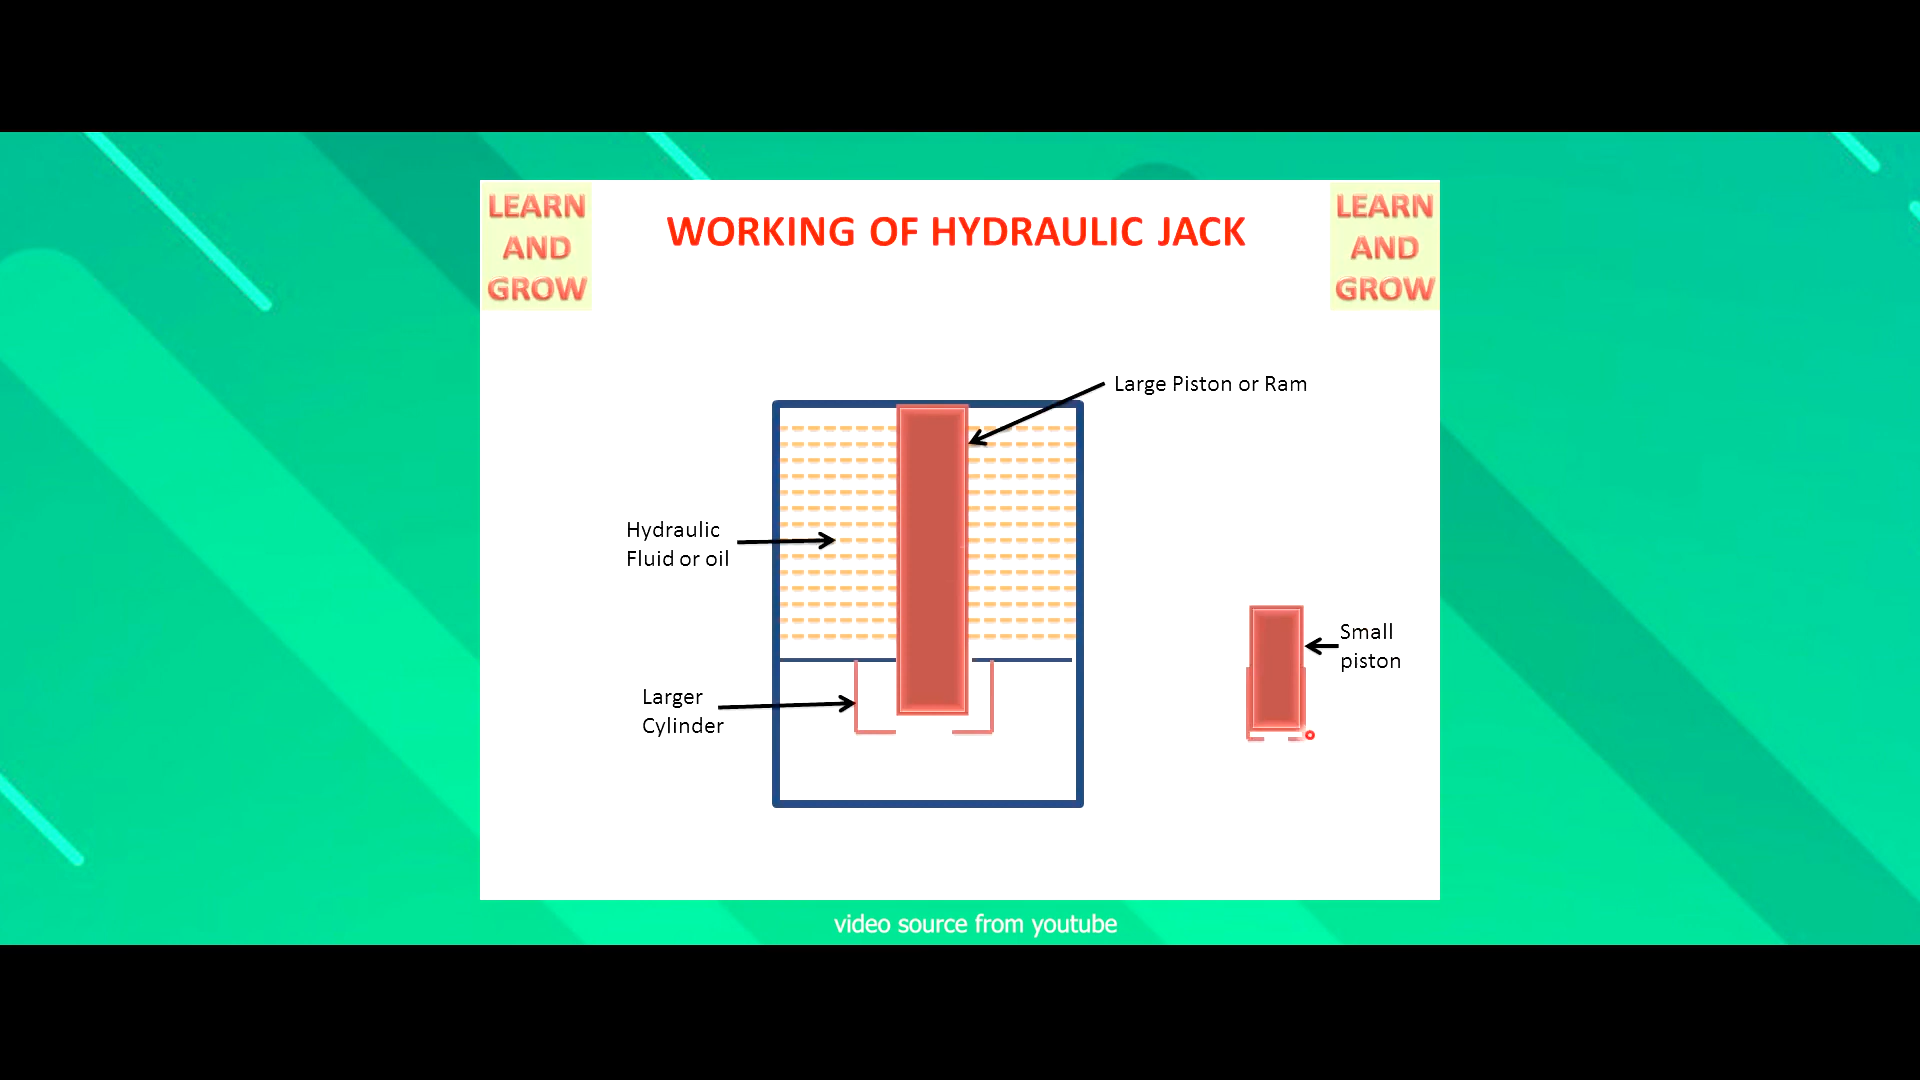 LEARN
AND
GROW
WORKING OF HYDRAULIC JACK
LEARN
AND
GROW
Large Piston or Ram
Hydraulic
Fluid or oil
Small
piston
Larger
Cylinder
video source from youtube